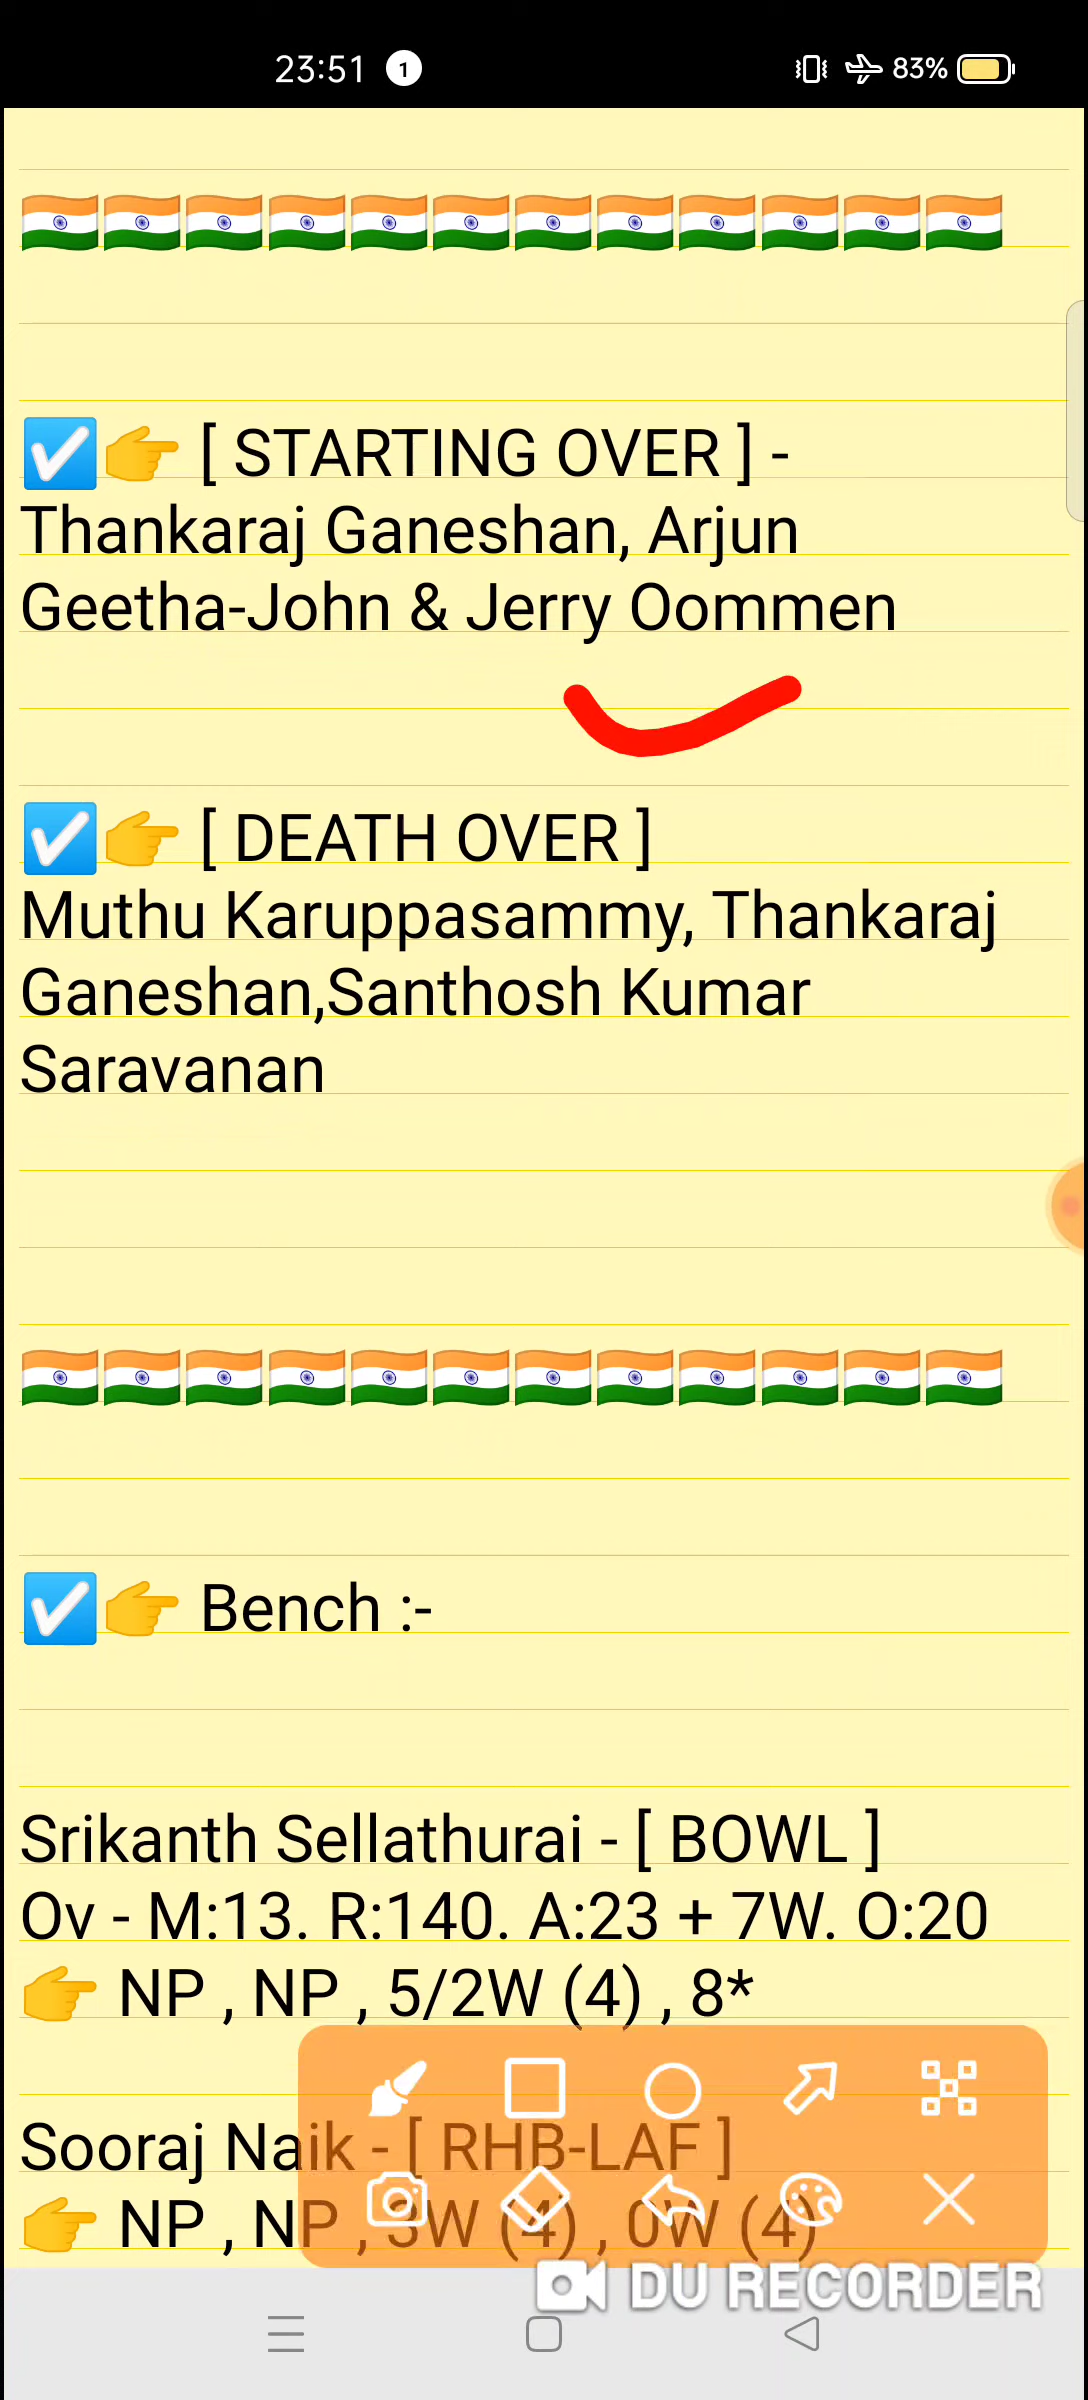 23:51 1 83%
🇮🇳🇮🇳🇮🇳🇮🇳🇮🇳🇮🇳🇮🇳🇮🇳🇮🇳🇮🇳🇮🇳🇮🇳
☑👉 [ STARTING OVER ] -
Thankaraj Ganeshan, Arjun
Geetha-John & Jerry Oommen
☑👉 [ DEATH OVER ]
Muthu Karuppasammy, Thankaraj
Ganeshan,Santhosh Kumar
Saravanan
🇮🇳🇮🇳🇮🇳🇮🇳🇮🇳🇮🇳🇮🇳🇮🇳🇮🇳🇮🇳🇮🇳🇮🇳
☑👉 Bench :-
Srikanth Sellathurai - [ BOWL ]
Ov - M:13. R:140. A:23 + 7W. O:20
👉 NP , NP , 5/2W (4) , 8*
Sooraj Naik - [ RHB-LAF ]
👉 NP , NP , 3W (4) , 0W (4)
DU RECORDER